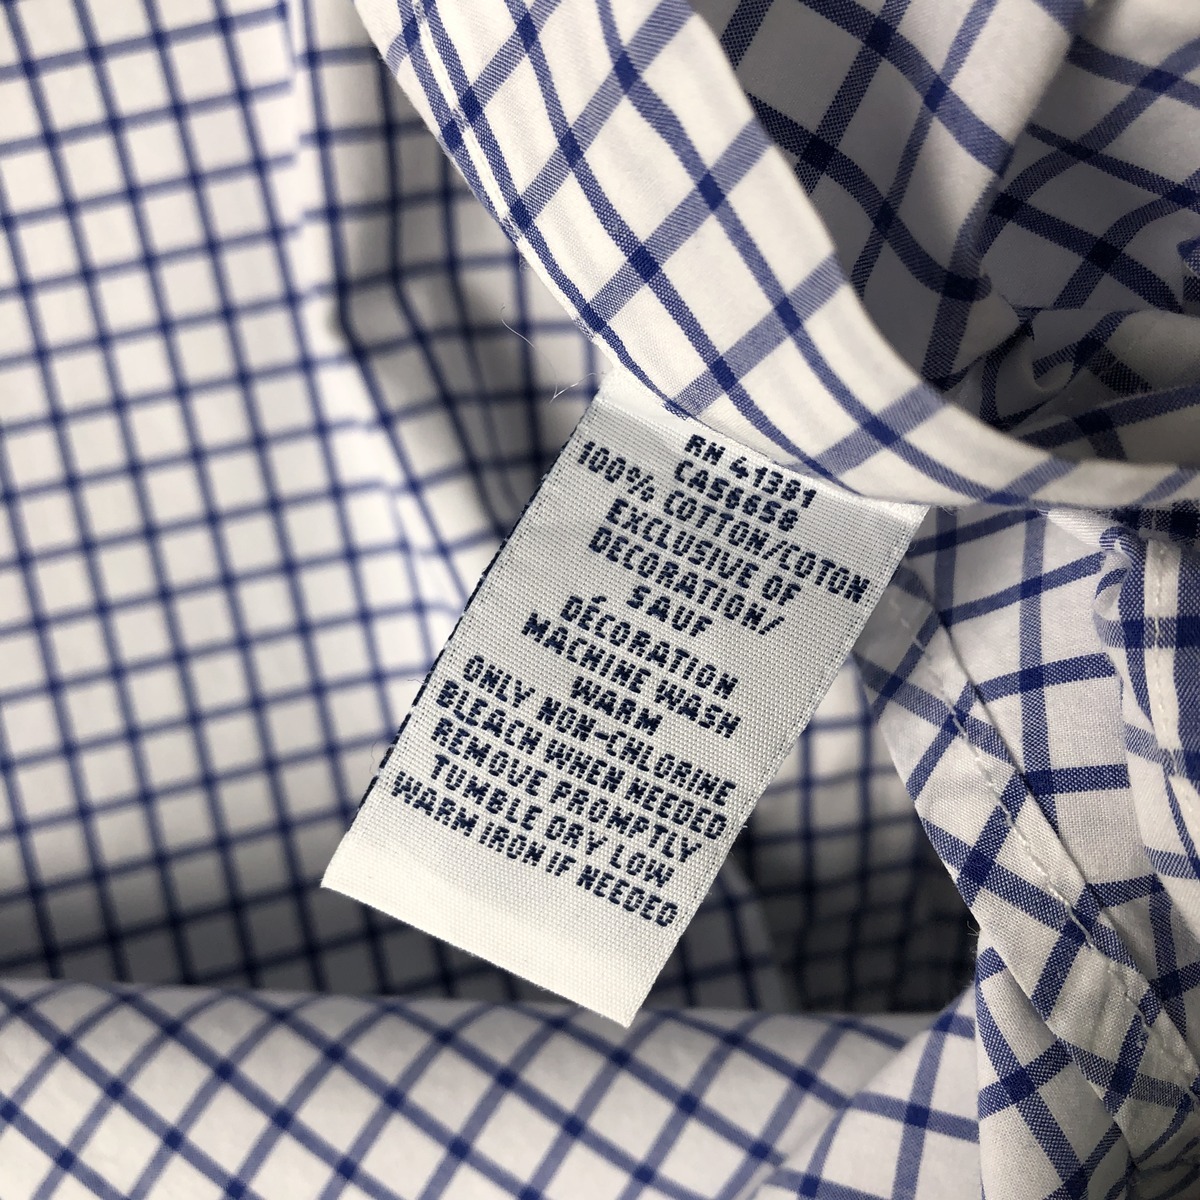 RN 41381
CA56656
100% COTTON/COTON
EXCLUSIVE OF
DECORATION/
SAUF
DÉCORATION
MACHINE WASH
WARM
ONLY NON-CHLORINE
BLEACH WHEN NEEDED
REMOVE PROMPTLY
TUMBLE DRY LOW
WARM IRON IF NEEDED